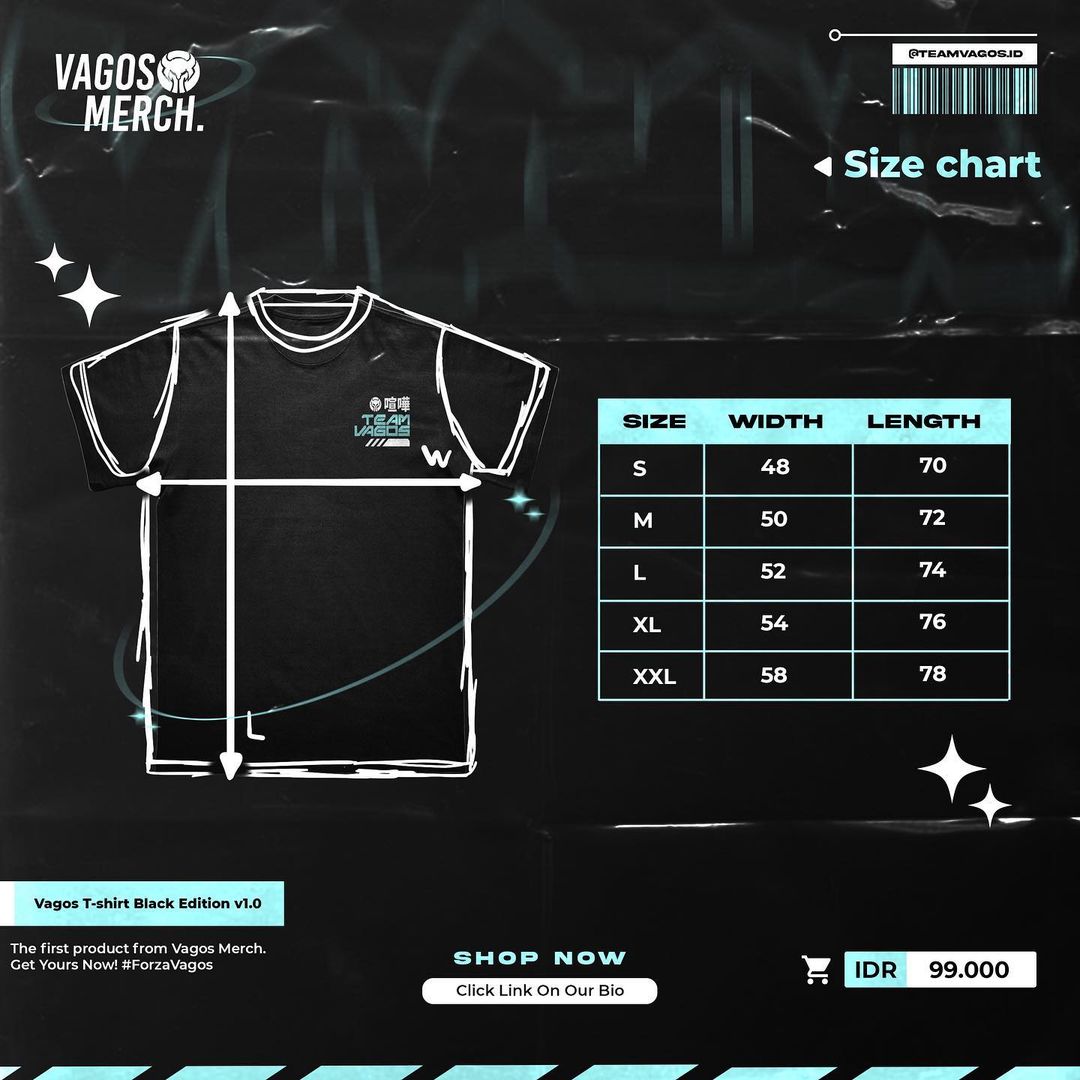 VAGOS
MERCH.
@TEAMVAGOS.ID
Size chart
喧嘩
TEAM
VAGOS
W
L
SIZE WIDTH LENGTH
S 48 70
M 50 72
L 52 74
XL 54 76
XXL 58 78
Vagos T-shirt Black Edition v1.0
The first product from Vagos Merch.
Get Yours Now! #ForzaVagos
SHOP NOW
Click Link On Our Bio
IDR 99.000